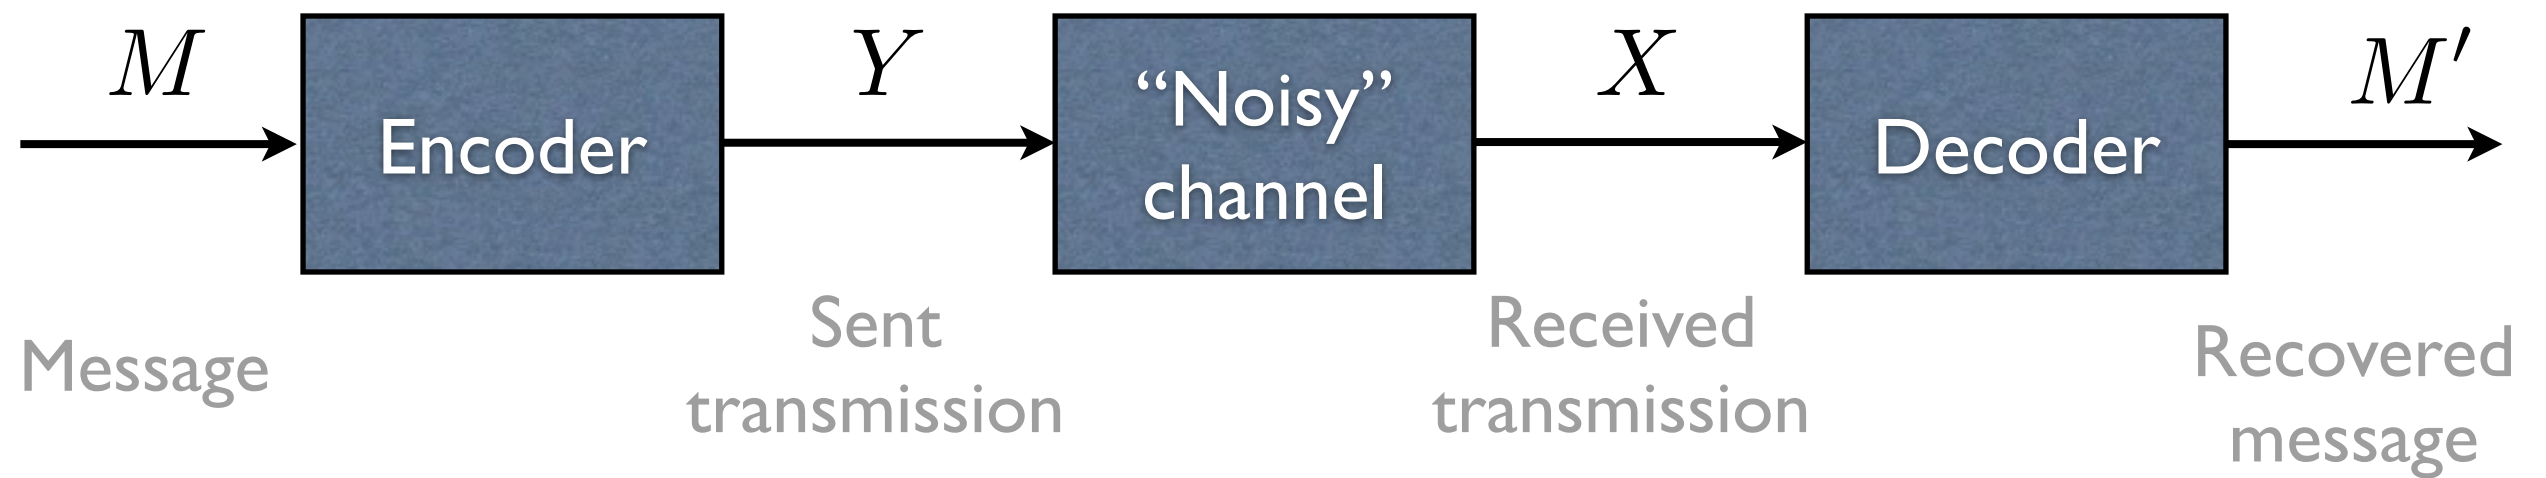 M
Y
X
M′
Encoder
“Noisy”
channel
Decoder
Message
Sent
transmission
Received
transmission
Recovered
message